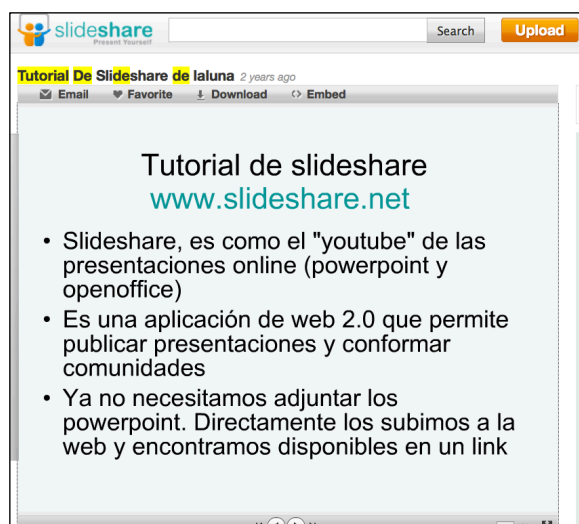 slideshare
Present Yourself
Search
Upload
Tutorial De Slideshare de laluna 2 years ago
Email Favorite Download Embed
Tutorial de slideshare
www.slideshare.net
• Slideshare, es como el "youtube" de las
presentaciones online (powerpoint y
openoffice)
• Es una aplicación de web 2.0 que permite
publicar presentaciones y conformar
comunidades
• Ya no necesitamos adjuntar los
powerpoint. Directamente los subimos a la
web y encontramos disponibles en un link